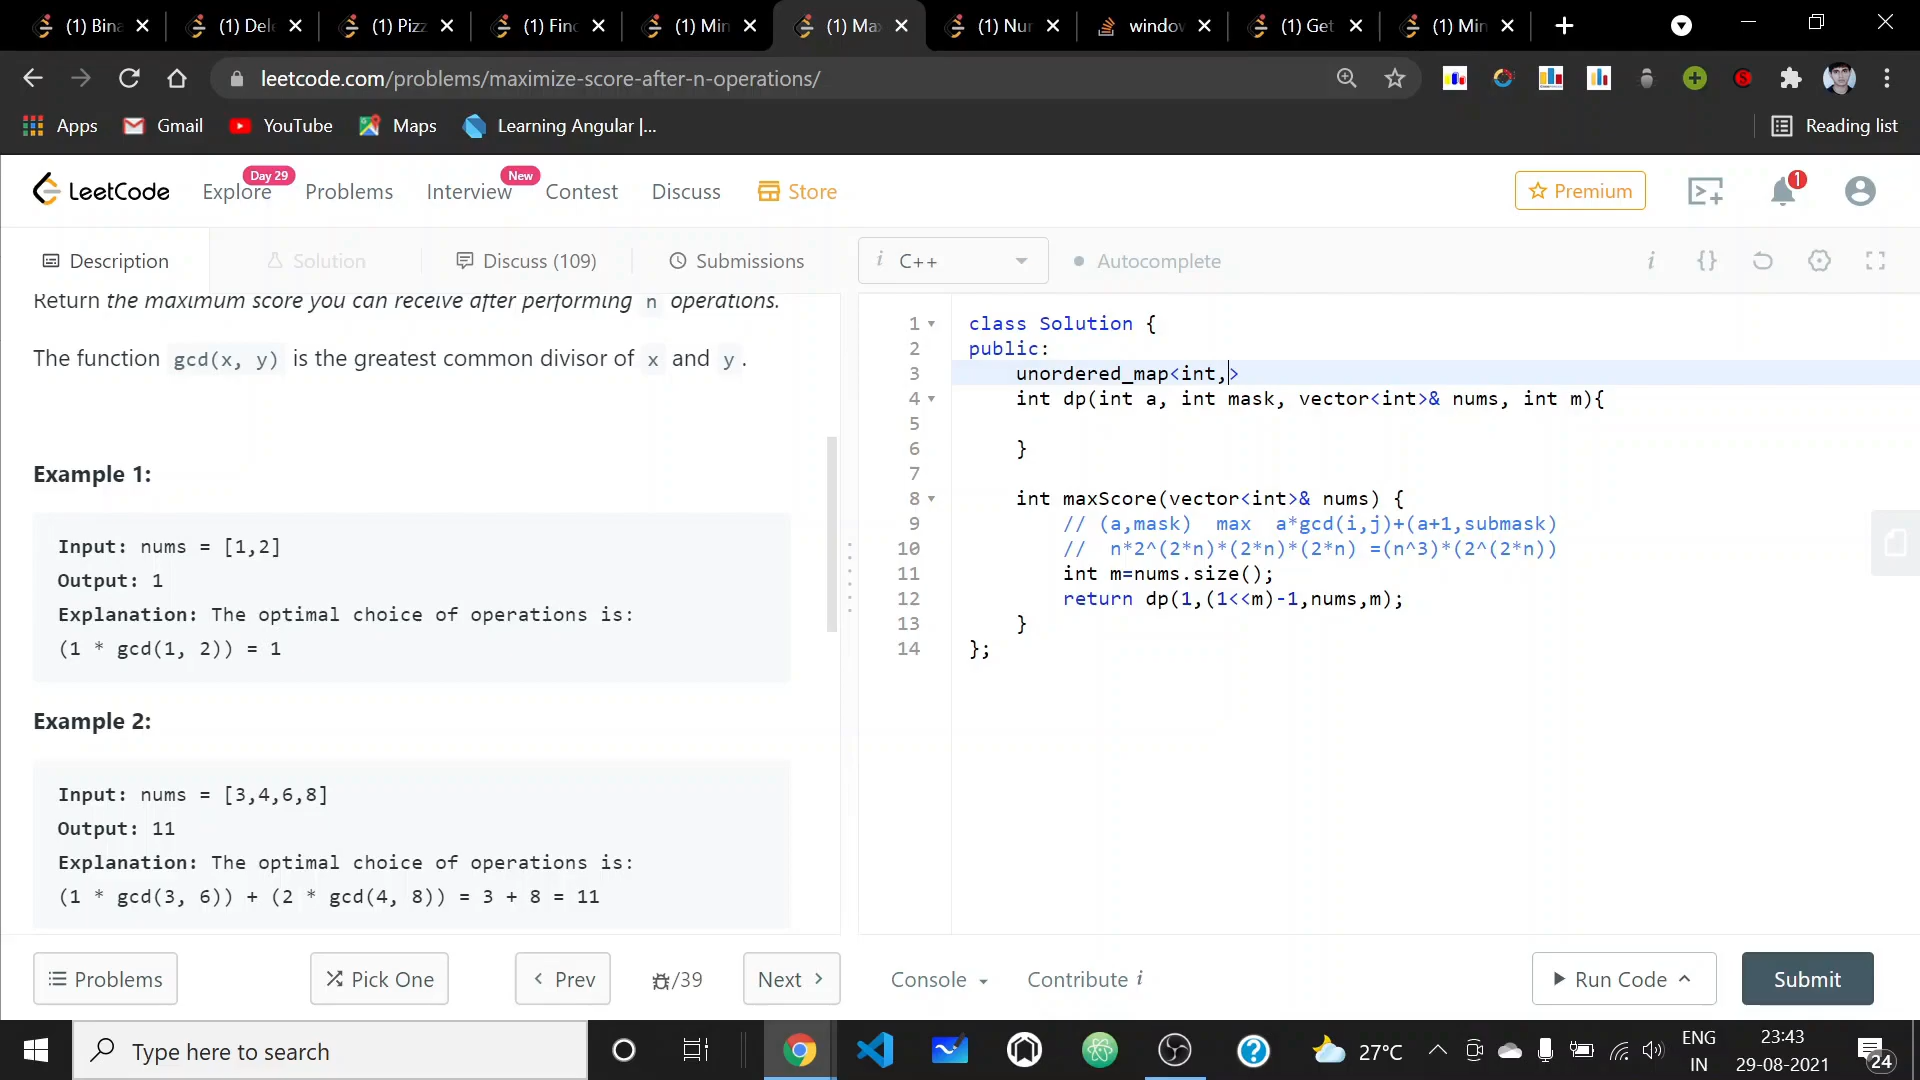 (1) Bina
(1) Dele
(1) Pizz
(1) Finc
(1) Min
(1) Max
(1) Nur
windov
(1) Get
(1) Min
leetcode.com/problems/maximize-score-after-n-operations/
Apps
Gmail
YouTube
Maps
Learning Angular |...
Reading list
LeetCode
Explore
Day 29
Problems
Interview
New
Contest
Discuss
Store
Premium
1
Description
Solution
Discuss (109)
Submissions
i C++
Autocomplete
i
{}
Return the maximum score you can receive after performing n operations.
The function gcd(x, y) is the greatest common divisor of x and y.
Example 1:
Input: nums = [1,2]
Output: 1
Explanation: The optimal choice of operations is:
(1 * gcd(1, 2)) = 1
Example 2:
Input: nums = [3,4,6,8]
Output: 11
Explanation: The optimal choice of operations is:
(1 * gcd(3, 6)) + (2 * gcd(4, 8)) = 3 + 8 = 11
1 class Solution {
2 public:
3 unordered_map<int,>
4 int dp(int a, int mask, vector<int>& nums, int m){
5
6 }
7
8 int maxScore(vector<int>& nums) {
9 // (a,mask)  max  a*gcd(i,j)+(a+1,submask)
10 //  n*2^(2*n)*(2*n)*(2*n) =(n^3)*(2^(2*n))
11 int m=nums.size();
12 return dp(1,(1<<m)-1,nums,m);
13 }
14 };
Problems
Pick One
Prev
/39
Next
Console
Contribute i
Run Code
Submit
Type here to search
27°C
ENG
IN
23:43
29-08-2021
24